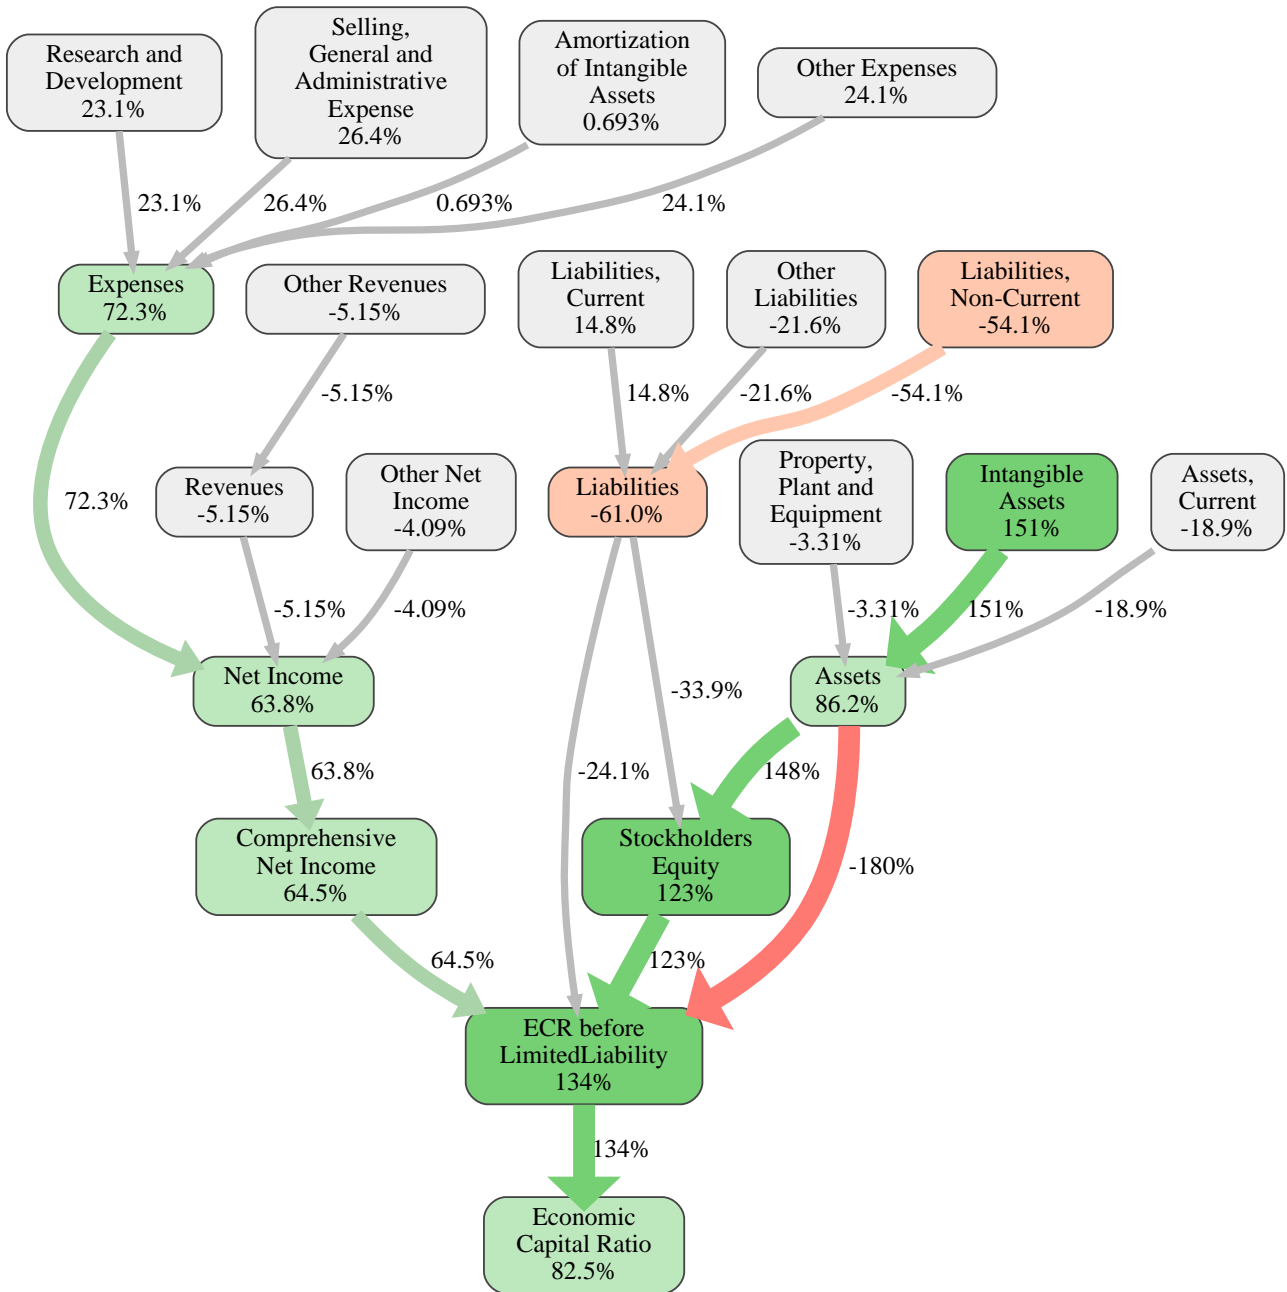 Research and
Development
23.1%
Selling,
General and
Administrative
Expense
26.4%
Amortization
of Intangible
Assets
0.693%
Other Expenses
24.1%
23.1%
26.4%
0.693%
24.1%
Expenses
72.3%
Other Revenues
-5.15%
Liabilities,
Current
14.8%
Other
Liabilities
-21.6%
Liabilities,
Non-Current
-54.1%
-5.15%
14.8%
-21.6%
-54.1%
72.3%
Revenues
-5.15%
Other Net
Income
-4.09%
Liabilities
-61.0%
Property,
Plant and
Equipment
-3.31%
Intangible
Assets
151%
Assets,
Current
-18.9%
-5.15%
-4.09%
-3.31%
151%
-18.9%
Net Income
63.8%
-33.9%
Assets
86.2%
63.8%
-24.1%
148%
Comprehensive
Net Income
64.5%
Stockholders
Equity
123%
-180%
64.5%
123%
ECR before
LimitedLiability
134%
134%
Economic
Capital Ratio
82.5%